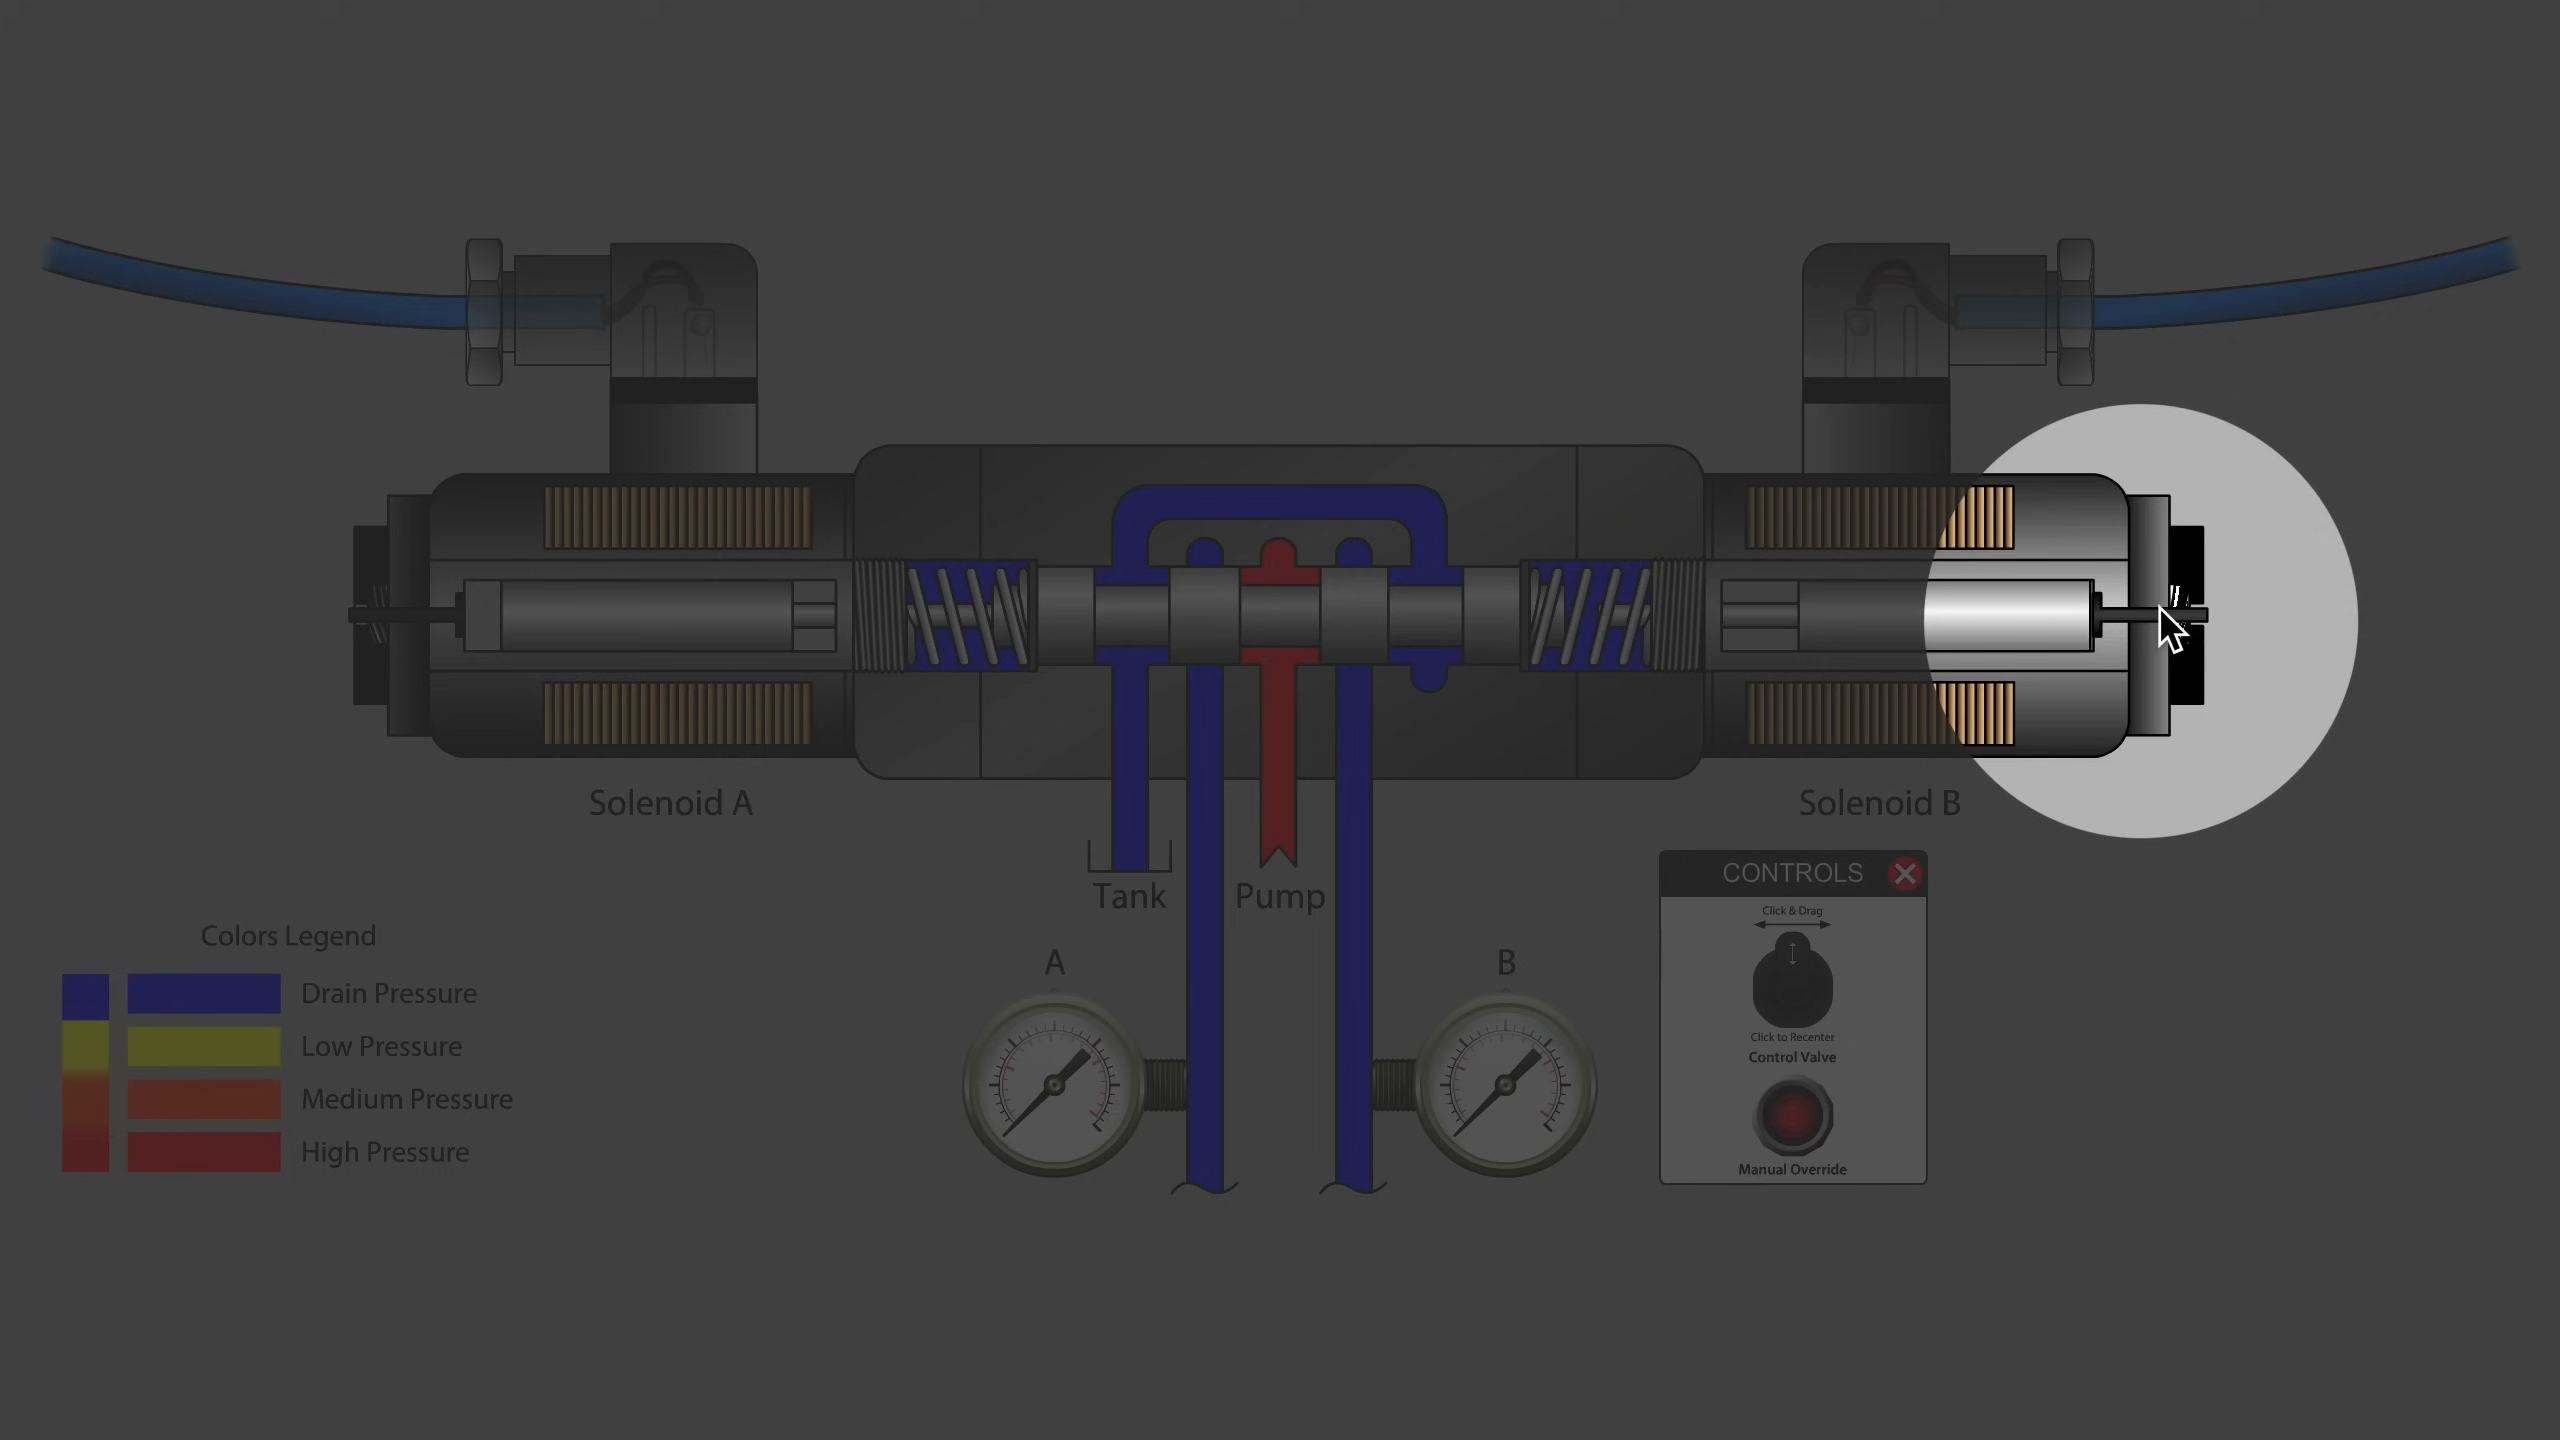 Solenoid A
Solenoid B
Tank
Pump
CONTROLS
Click & Drag
Click to Recenter
Control Valve
Manual Override
Colors Legend
Drain Pressure
Low Pressure
Medium Pressure
High Pressure
A
B